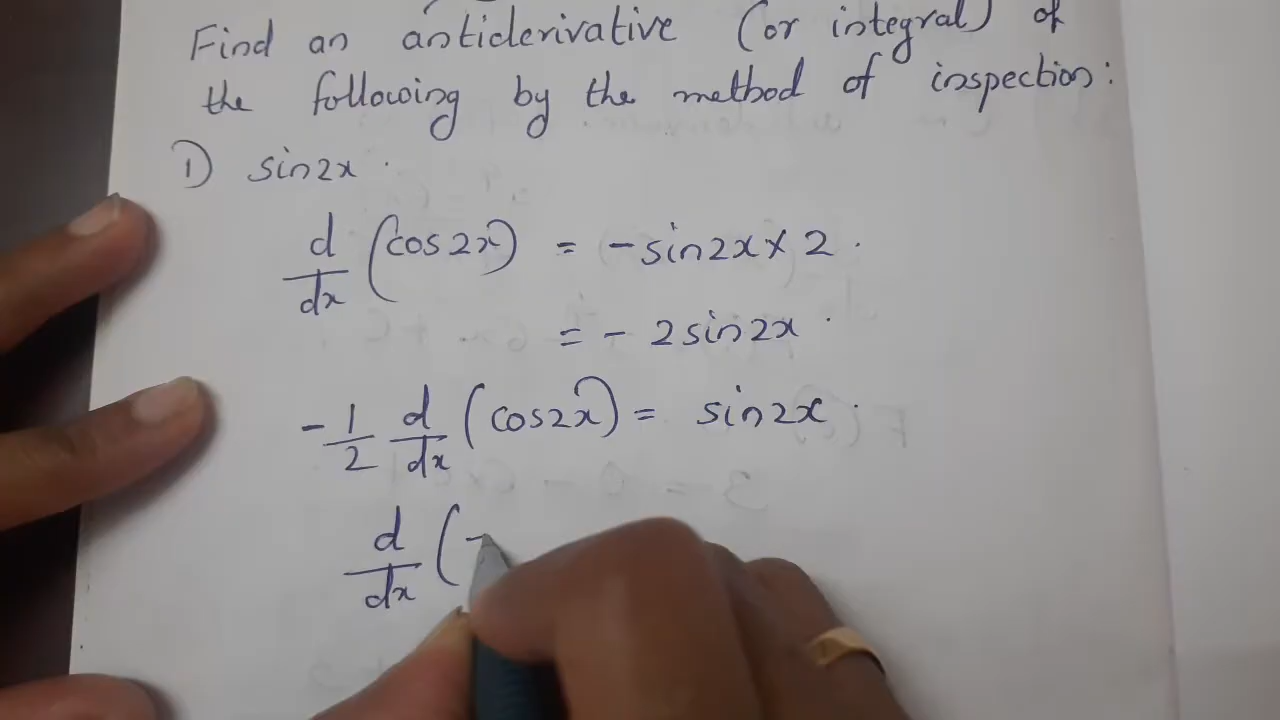 Find an antiderivative (or integral) of
the following by the method of inspection:
1) sin2x.
d/dx (cos2x) = -sin2x × 2.
= - 2sin2x.
-1/2 d/dx (cos2x) = sin2x.
d/dx (-